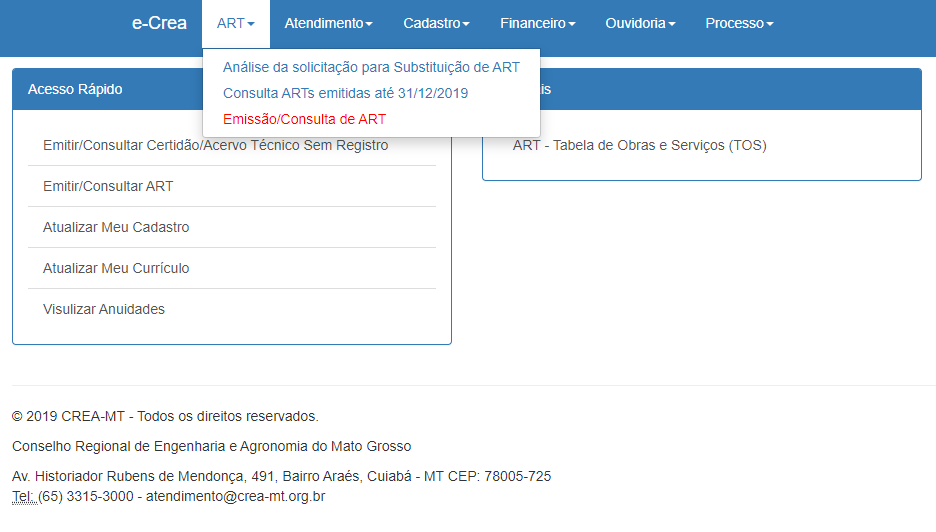 e-Crea ART Atendimento Cadastro Financeiro Ouvidoria Processo
Análise da solicitação para Substituição de ART
Consulta ARTs emitidas até 31/12/2019
Emissão/Consulta de ART
Acesso Rápido
Emitir/Consultar Certidão/Acervo Técnico Sem Registro
Emitir/Consultar ART
Atualizar Meu Cadastro
Atualizar Meu Currículo
Visulizar Anuidades
ART - Tabela de Obras e Serviços (TOS)
© 2019 CREA-MT - Todos os direitos reservados.
Conselho Regional de Engenharia e Agronomia do Mato Grosso
Av. Historiador Rubens de Mendonça, 491, Bairro Araés, Cuiabá - MT CEP: 78005-725
Tel: (65) 3315-3000 - atendimento@crea-mt.org.br